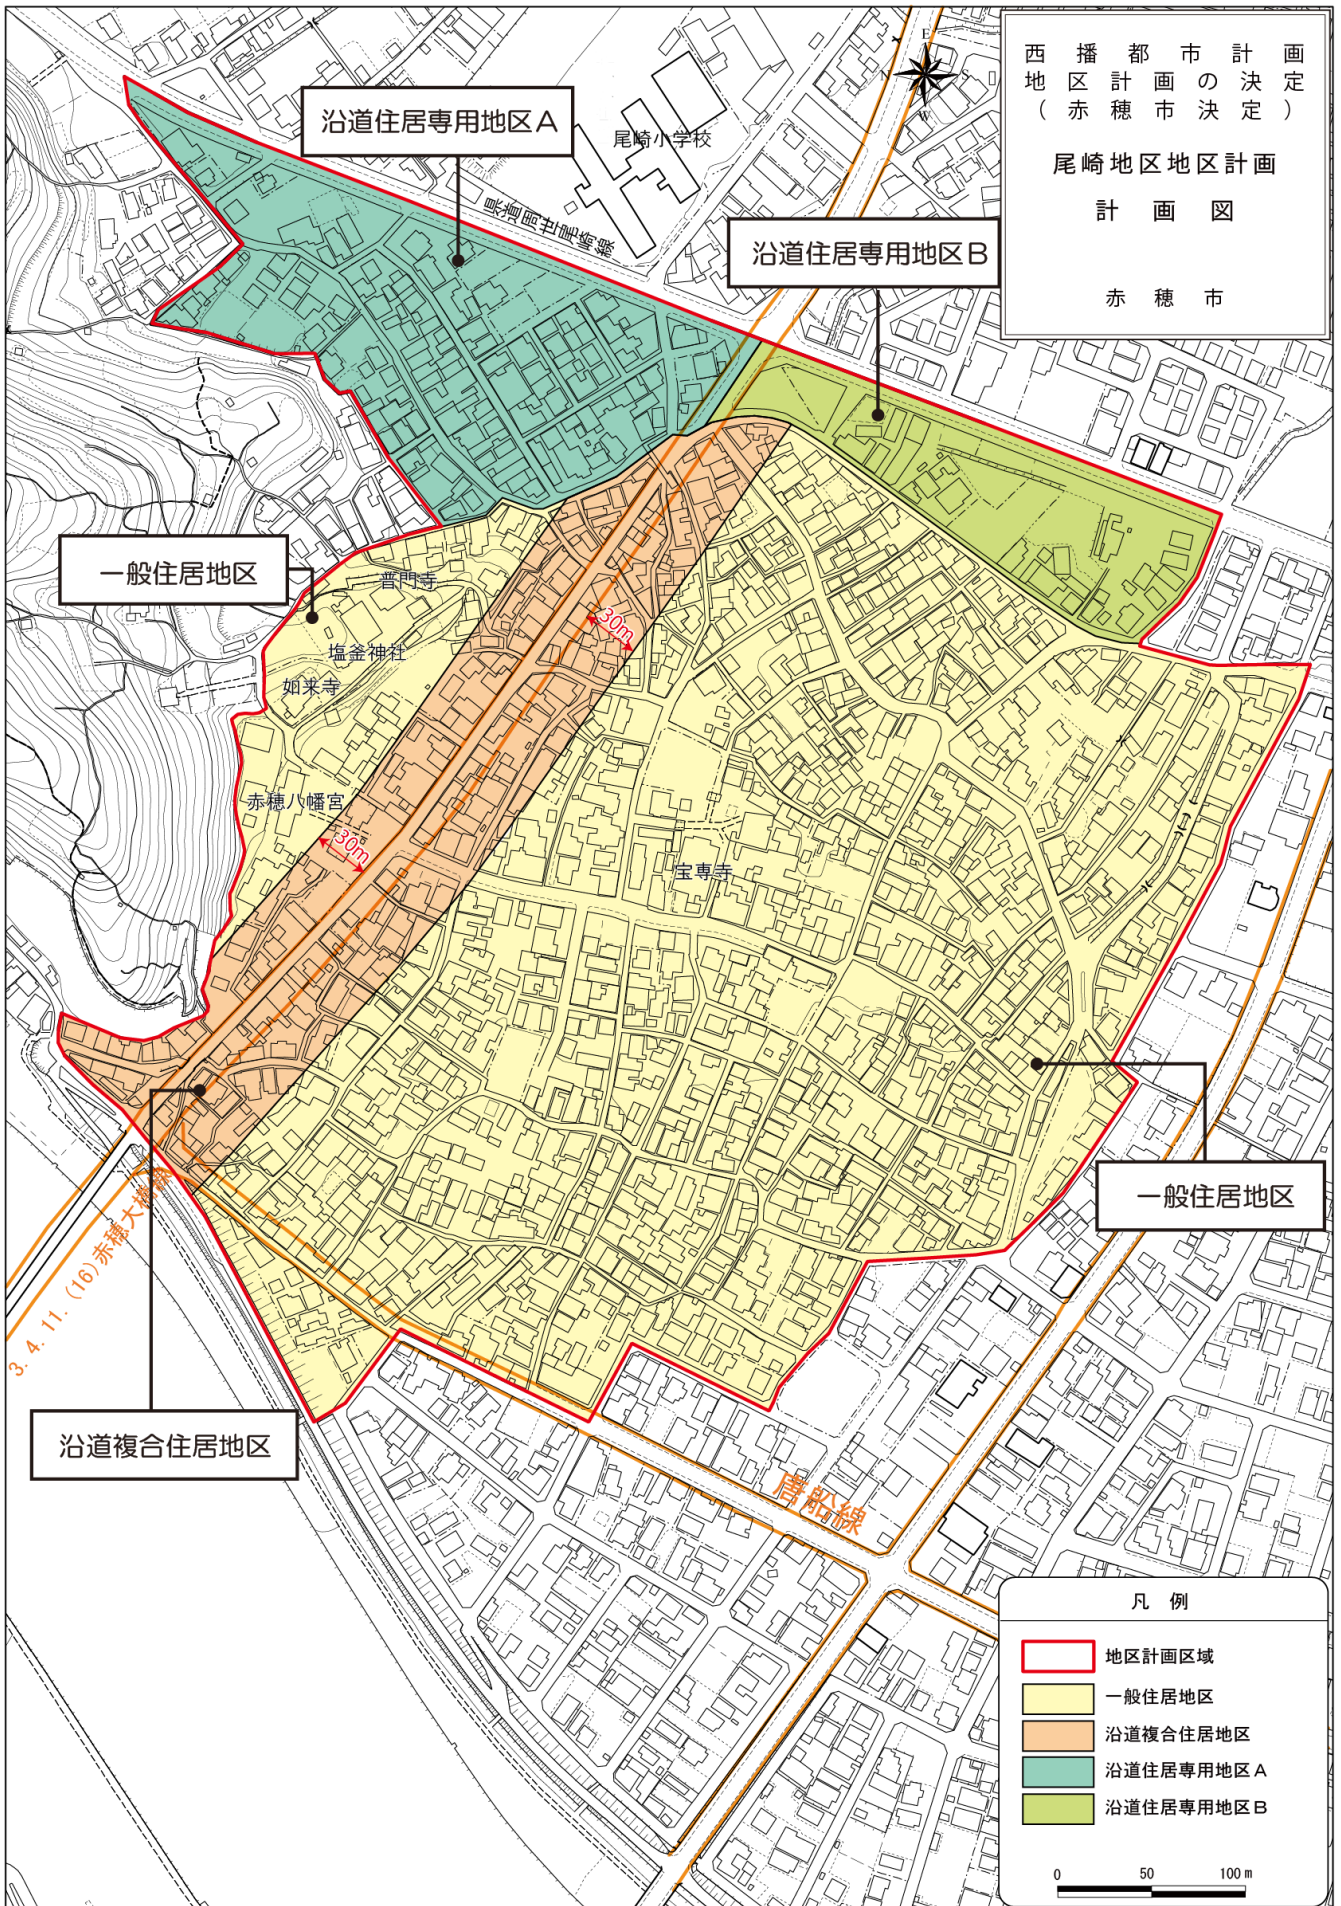 西播都市計画
地区計画の決定
(赤穂市決定)
尾崎地区地区計画
計画図
赤穂市
E
N
S
W
沿道住居専用地区A
尾崎小学校
県道周世尾崎線
沿道住居専用地区B
一般住居地区
普門寺
塩釜神社
如来寺
30m
赤穂八幡宮
30m
宝専寺
一般住居地区
3.4.11.(16)赤穂大橋線
沿道複合住居地区
唐船線
凡例
地区計画区域
一般住居地区
沿道複合住居地区
沿道住居専用地区A
沿道住居専用地区B
0 50 100m